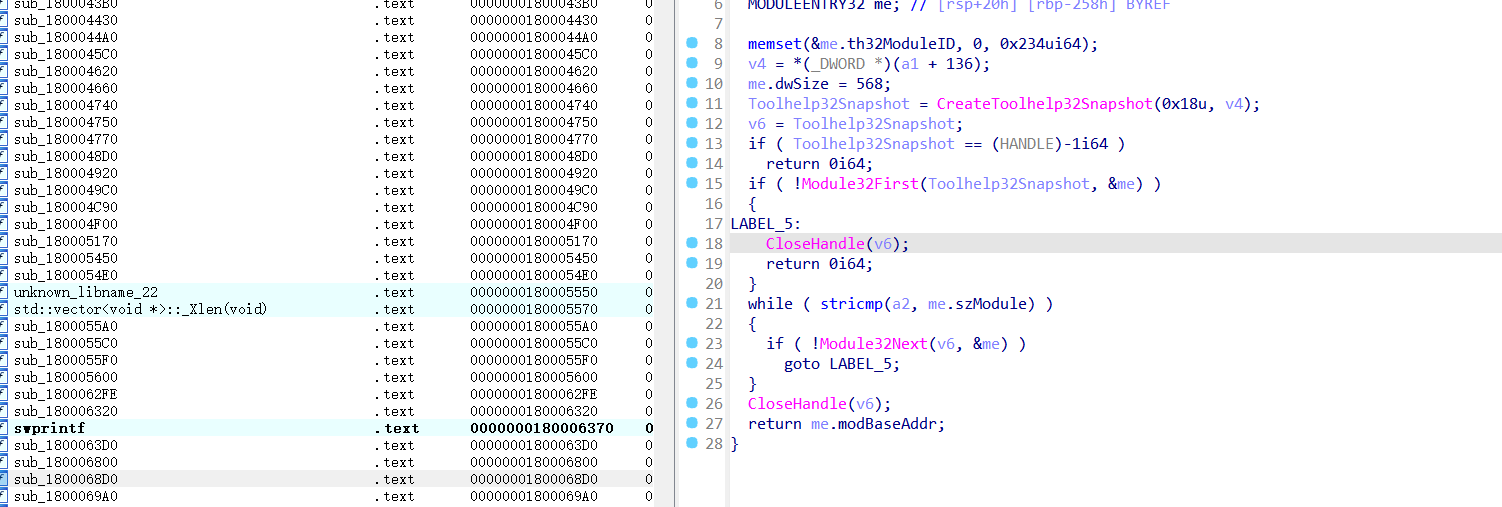 sub_1800043B0 .text 00000001800043B0 0
sub_180004430 .text 0000000180004430 0
sub_1800044A0 .text 00000001800044A0 0
sub_1800045C0 .text 00000001800045C0 0
sub_180004620 .text 0000000180004620 0
sub_180004660 .text 0000000180004660 0
sub_180004740 .text 0000000180004740 0
sub_180004750 .text 0000000180004750 0
sub_180004770 .text 0000000180004770 0
sub_1800048D0 .text 00000001800048D0 0
sub_180004920 .text 0000000180004920 0
sub_1800049C0 .text 00000001800049C0 0
sub_180004C90 .text 0000000180004C90 0
sub_180004F00 .text 0000000180004F00 0
sub_180005170 .text 0000000180005170 0
sub_180005450 .text 0000000180005450 0
sub_1800054E0 .text 00000001800054E0 0
unknown_libname_22 .text 0000000180005550 0
std::vector<void *>::_Xlen(void) .text 0000000180005570 0
sub_1800055A0 .text 00000001800055A0 0
sub_1800055C0 .text 00000001800055C0 0
sub_1800055F0 .text 00000001800055F0 0
sub_180005600 .text 0000000180005600 0
sub_1800062FE .text 00000001800062FE 0
sub_180006320 .text 0000000180006320 0
swprintf .text 0000000180006370 0
sub_1800063D0 .text 00000001800063D0 0
sub_180006800 .text 0000000180006800 0
sub_1800068D0 .text 00000001800068D0 0
sub_1800069A0 .text 00000001800069A0 0
6 MODULEENTRY32 me; // [rsp+20h] [rbp-258h] BYREF
7
8 memset(&me.th32ModuleID, 0, 0x234ui64);
9 v4 = *(_DWORD *)(a1 + 136);
10 me.dwSize = 568;
11 Toolhelp32Snapshot = CreateToolhelp32Snapshot(0x18u, v4);
12 v6 = Toolhelp32Snapshot;
13 if ( Toolhelp32Snapshot == (HANDLE)-1i64 )
14 return 0i64;
15 if ( !Module32First(Toolhelp32Snapshot, &me) )
16 {
17 LABEL_5:
18 CloseHandle(v6);
19 return 0i64;
20 }
21 while ( stricmp(a2, me.szModule) )
22 {
23 if ( !Module32Next(v6, &me) )
24 goto LABEL_5;
25 }
26 CloseHandle(v6);
27 return me.modBaseAddr;
28 }